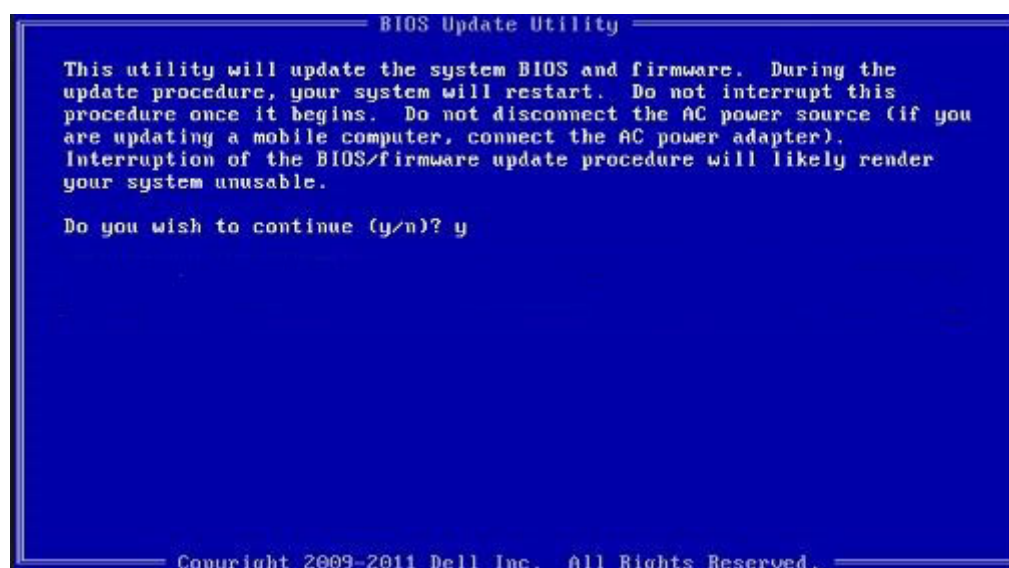 BIOS Update Utility
This utility will update the system BIOS and firmware. During the
update procedure, your system will restart. Do not interrupt this
procedure once it begins. Do not disconnect the AC power source (if you
are updating a mobile computer, connect the AC power adapter).
Interruption of the BIOS/firmware update procedure will likely render
your system unusable.
Do you wish to continue (y/n)? y
Copyright 2009-2011 Dell Inc. All Rights Reserved.